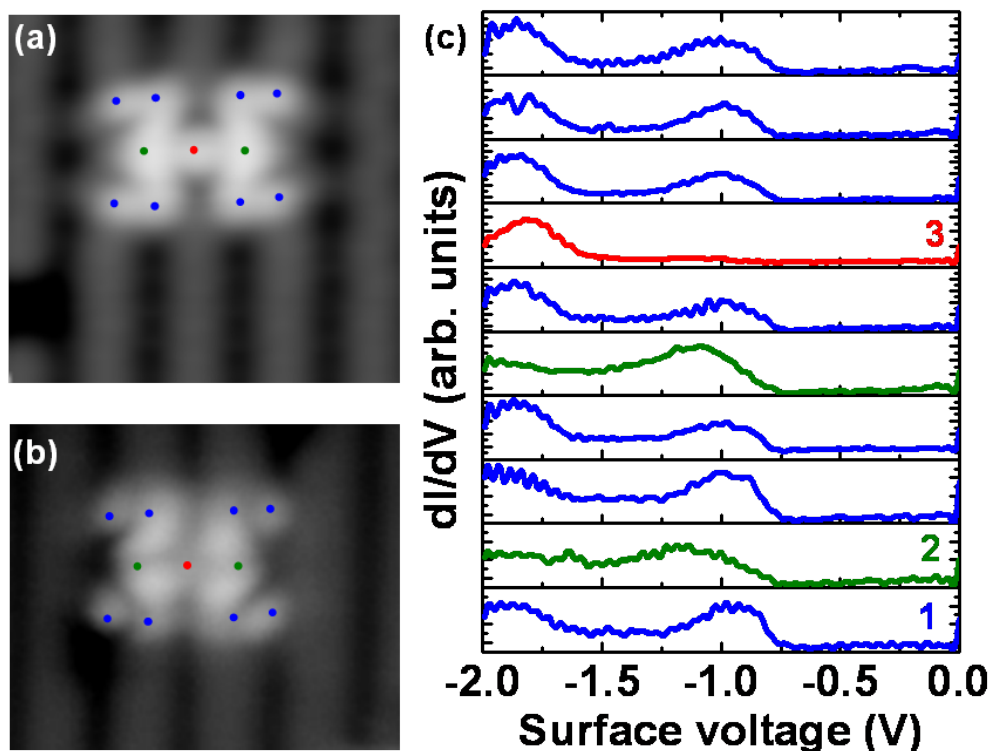 (a)
(b)
(c)
dI/dV (arb. units)
3
2
1
-2.0 -1.5 -1.0 -0.5 0.0
Surface voltage (V)